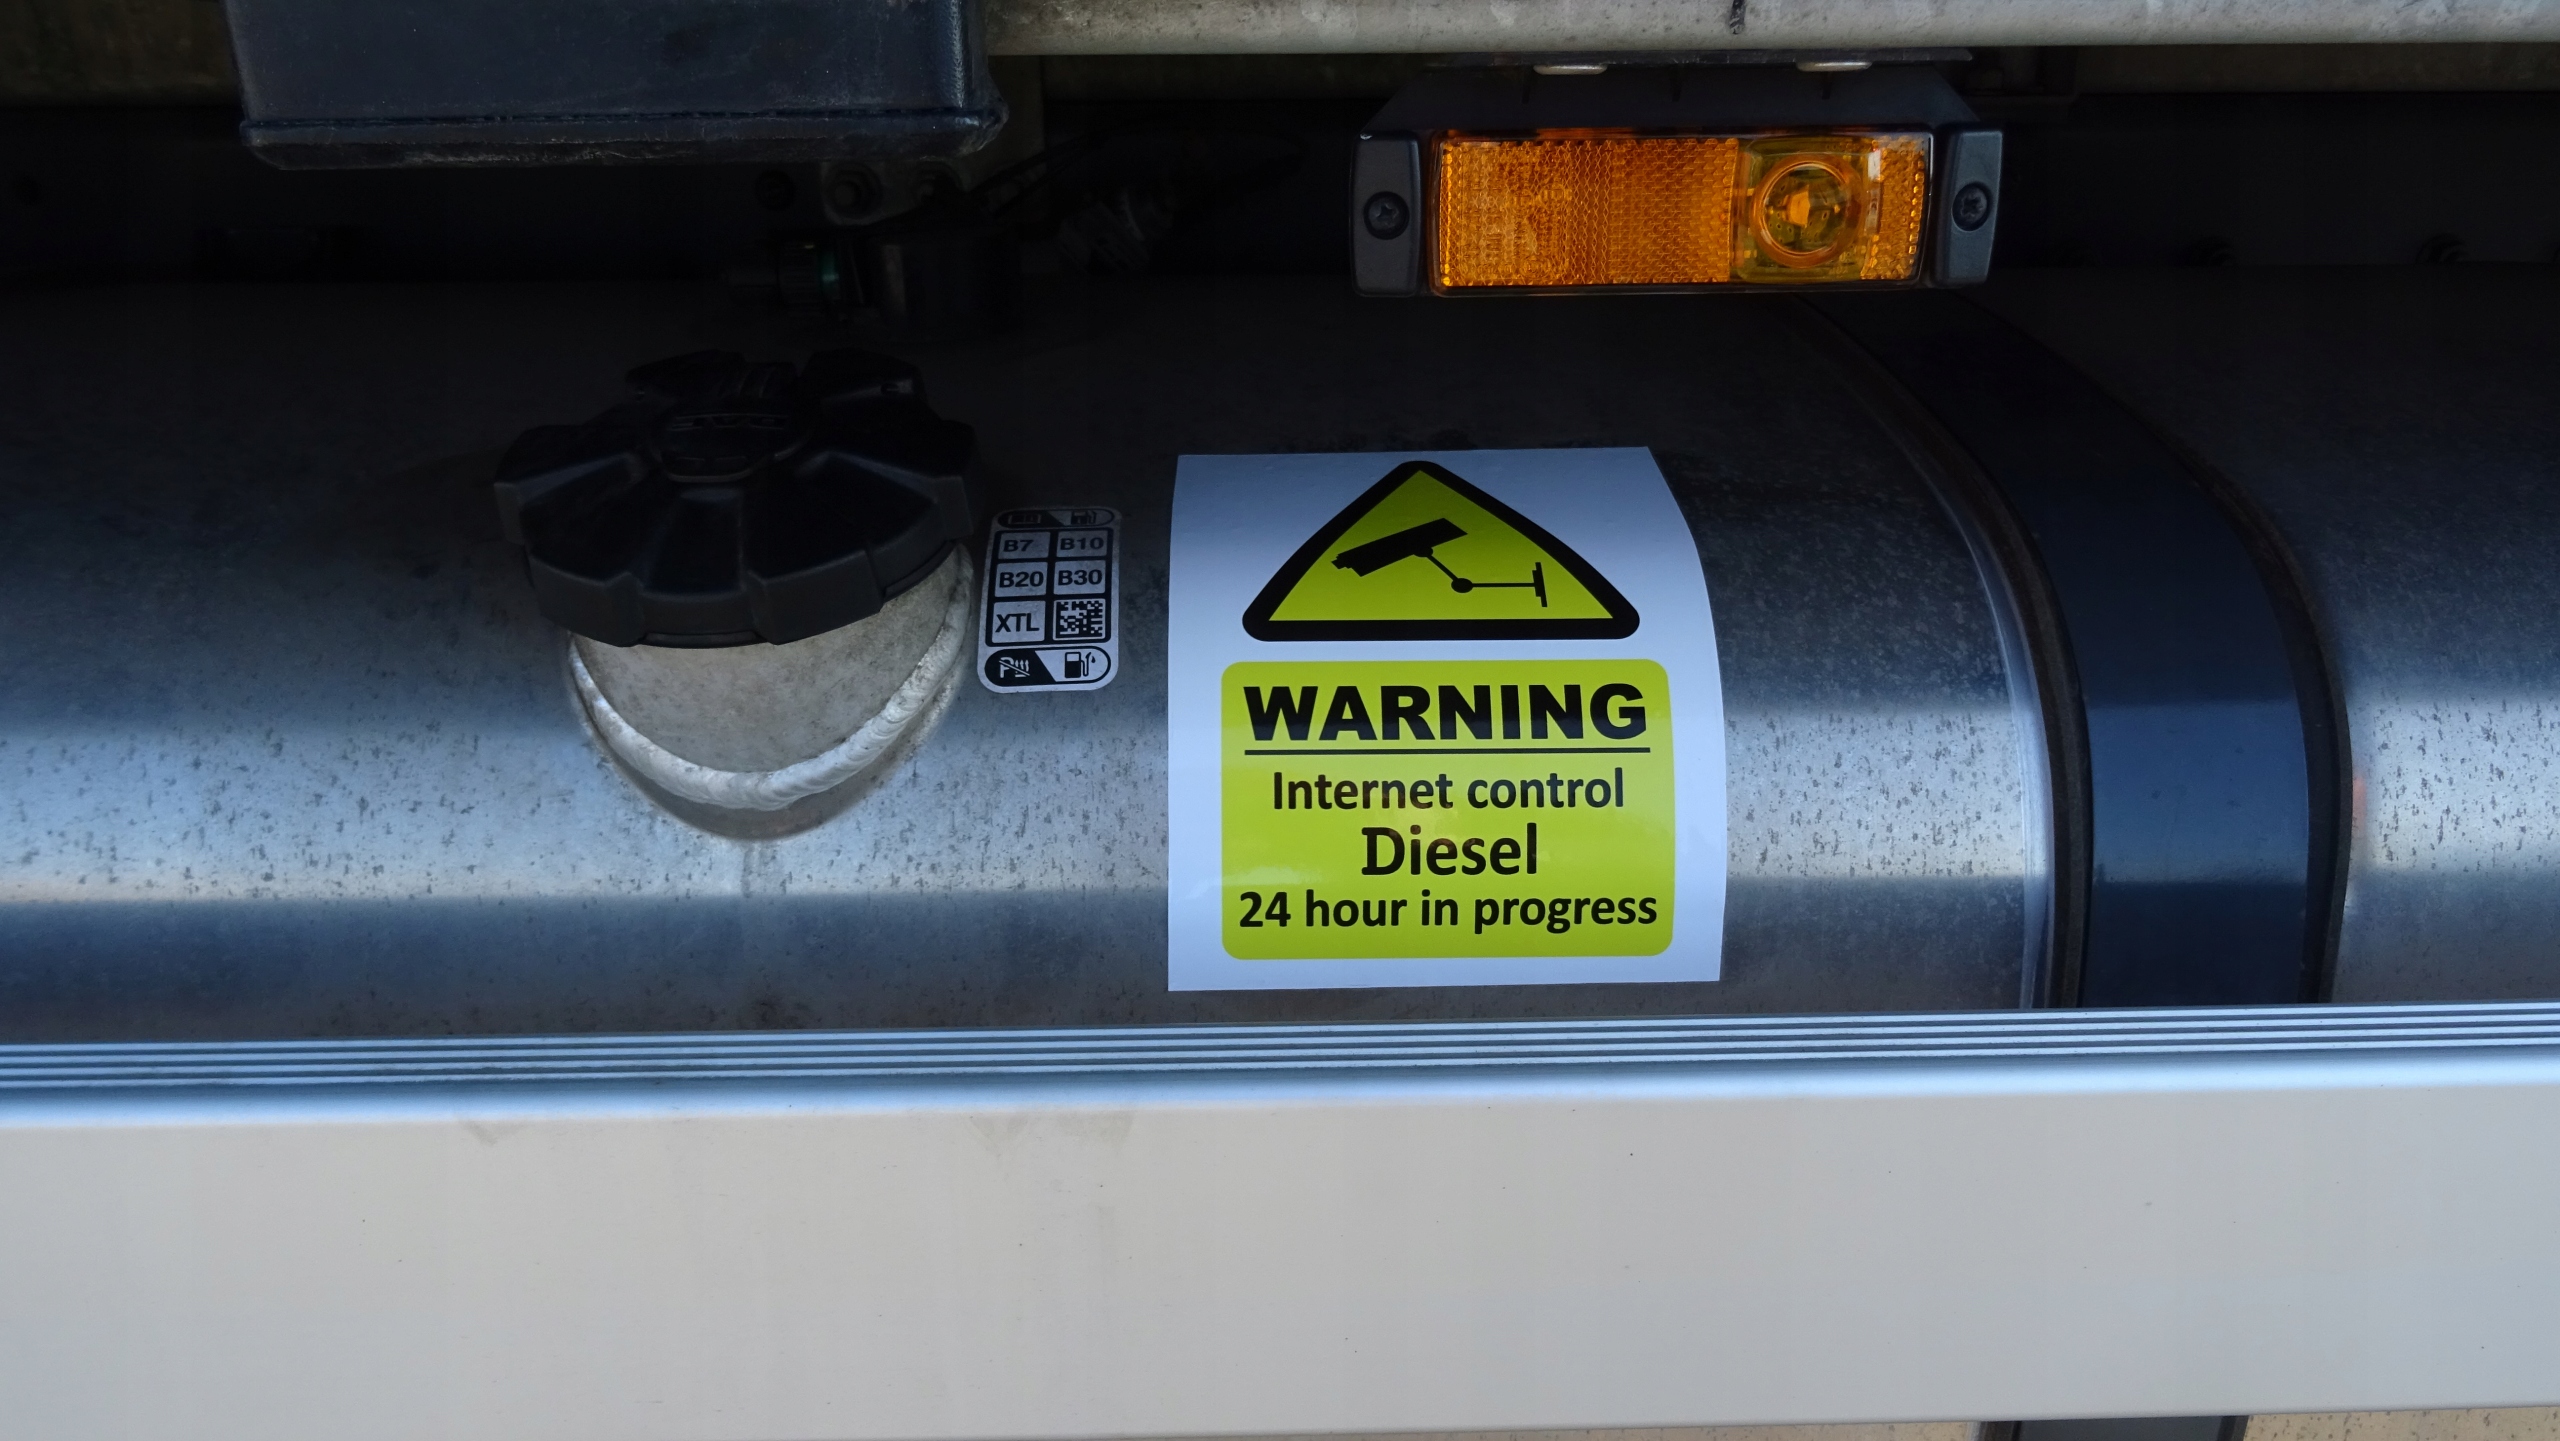 B7 B10
B20 B30
XTL
WARNING
Internet control
Diesel
24 hour in progress